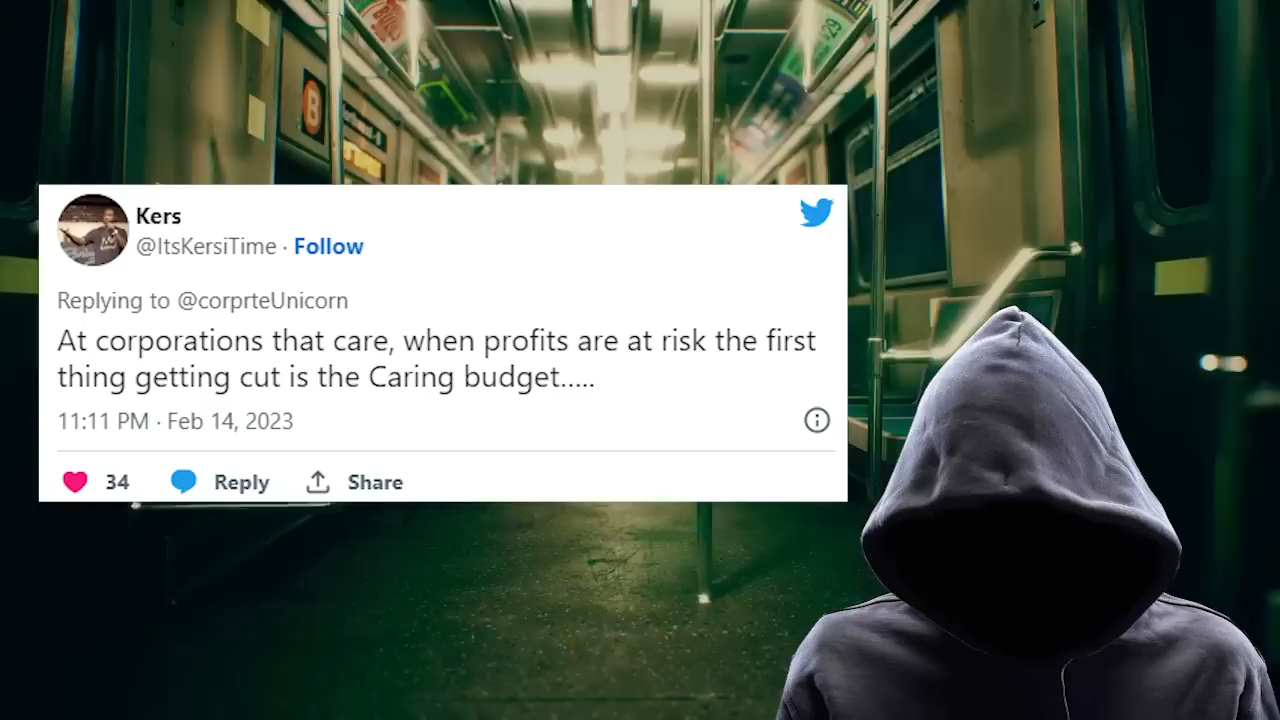 B
Kers
@ItsKersiTime · Follow
Replying to @corprteUnicorn
At corporations that care, when profits are at risk the first
thing getting cut is the Caring budget.....
11:11 PM · Feb 14, 2023
34 Reply Share